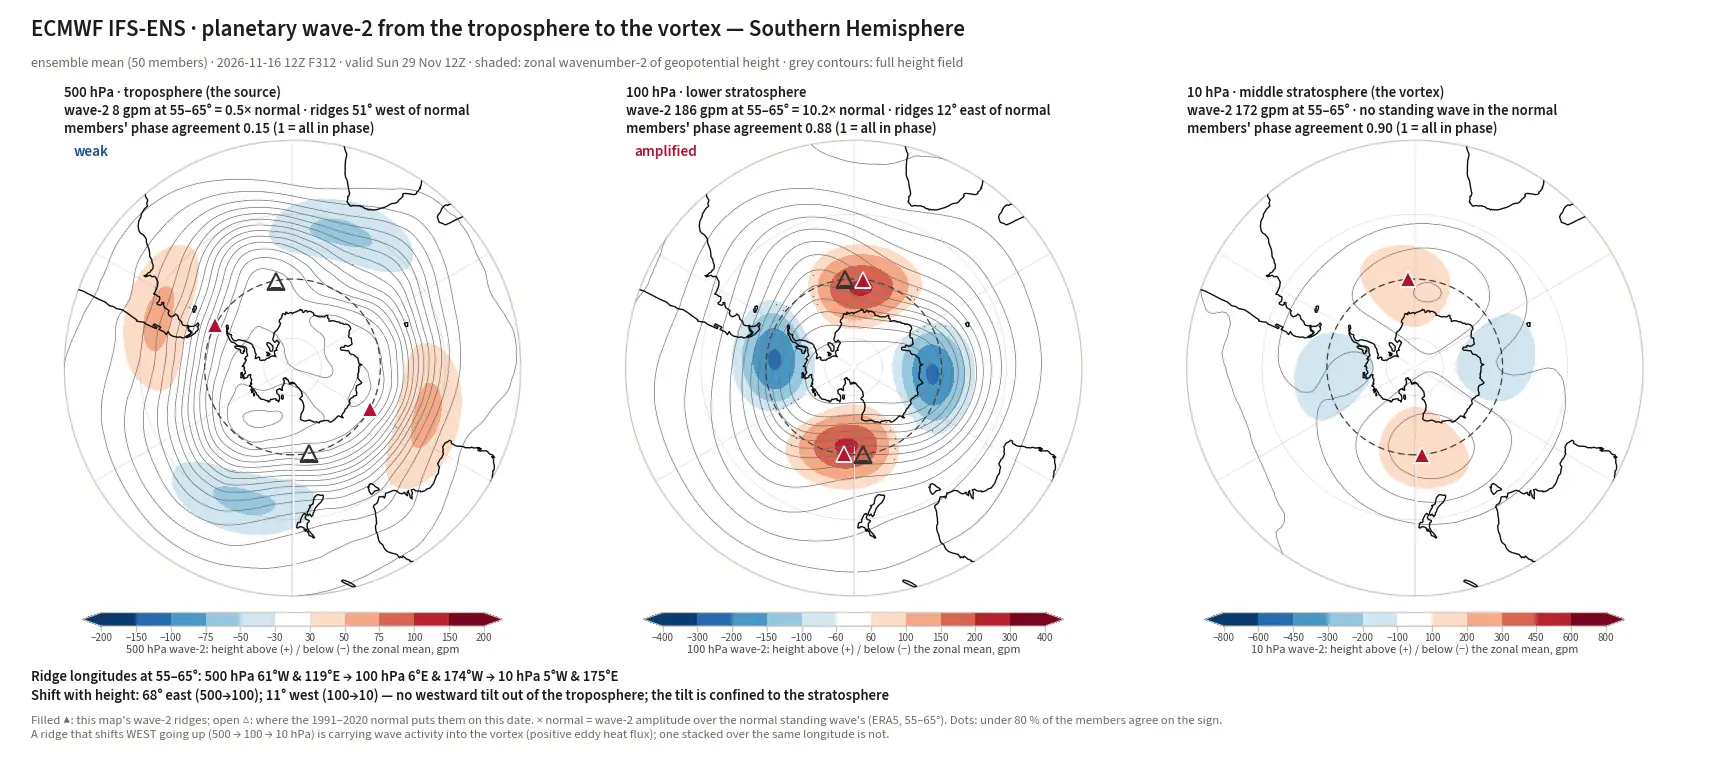 ECMWF IFS-ENS · planetary wave-2 from the troposphere to the vortex — Southern Hemisphere
ensemble mean (50 members) · 2026-11-16 12Z F312 · valid Sun 29 Nov 12Z · shaded: zonal wavenumber-2 of geopotential height · grey contours: full height field
500 hPa · troposphere (the source)
wave-2 8 gpm at 55–65° = 0.5× normal · ridges 51° west of normal
members' phase agreement 0.15 (1 = all in phase)
weak
100 hPa · lower stratosphere
wave-2 186 gpm at 55–65° = 10.2× normal · ridges 12° east of normal
members' phase agreement 0.88 (1 = all in phase)
amplified
10 hPa · middle stratosphere (the vortex)
wave-2 172 gpm at 55–65° · no standing wave in the normal
members' phase agreement 0.90 (1 = all in phase)
−200 −150 −100 −75 −50 −30 30 50 75 100 150 200
500 hPa wave-2: height above (+) / below (−) the zonal mean, gpm
−400 −300 −200 −150 −100 −60 60 100 150 200 300 400
100 hPa wave-2: height above (+) / below (−) the zonal mean, gpm
−800 −600 −450 −300 −200 −100 100 200 300 450 600 800
10 hPa wave-2: height above (+) / below (−) the zonal mean, gpm
Ridge longitudes at 55–65°: 500 hPa 61°W & 119°E → 100 hPa 6°E & 174°W → 10 hPa 5°W & 175°E
Shift with height: 68° east (500→100); 11° west (100→10) — no westward tilt out of the troposphere; the tilt is confined to the stratosphere
Filled ▲: this map's wave-2 ridges; open △: where the 1991–2020 normal puts them on this date. × normal = wave-2 amplitude over the normal standing wave's (ERA5, 55–65°). Dots: under 80 % of the members agree on the sign.
A ridge that shifts WEST going up (500 → 100 → 10 hPa) is carrying wave activity into the vortex (positive eddy heat flux); one stacked over the same longitude is not.